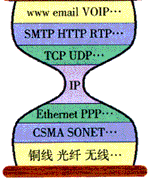 www email VOIP…
SMTP HTTP RTP…
TCP UDP…
IP
Ethernet PPP…
CSMA SONET…
铜线 光纤 无线…